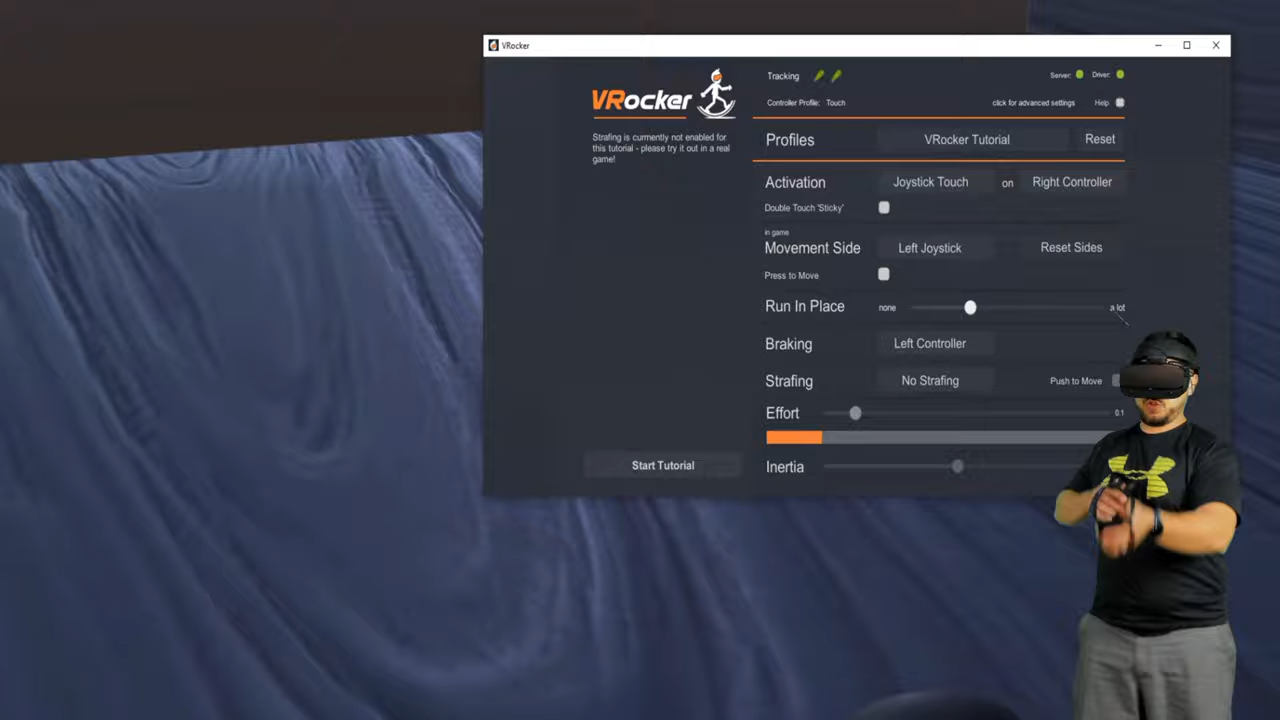 VRocker
VRocker
Strafing is currently not enabled for
this tutorial - please try it out in a real
game!
Start Tutorial
Tracking
Server:
Driver:
Controller Profile: Touch
click for advanced settings
Help
Profiles
VRocker Tutorial
Reset
Activation
Joystick Touch
on
Right Controller
Double Touch 'Sticky'
in game
Movement Side
Left Joystick
Reset Sides
Press to Move
Run In Place
none
a lot
Braking
Left Controller
Strafing
No Strafing
Push to Move
Effort
0.1
Inertia